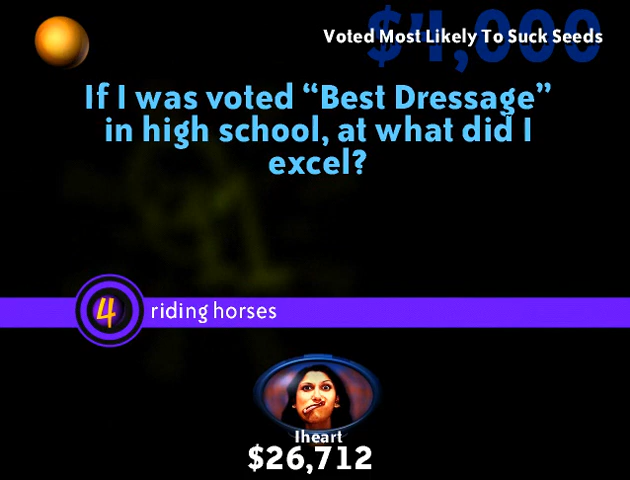 $4,000
Voted Most Likely To Suck Seeds
If I was voted “Best Dressage”
in high school, at what did I
excel?
4 riding horses
Iheart
$26,712